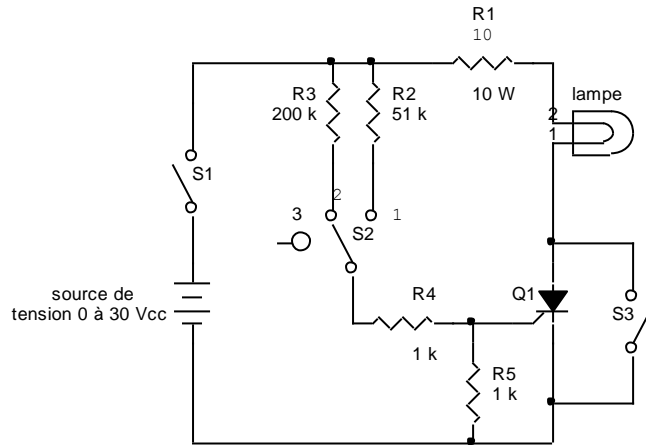 R1
10
10 W
lampe
2
1
R3
200 k
R2
51 k
S1
2
3
1
S2
source de
tension 0 à 30 Vcc
R4
1 k
Q1
S3
R5
1 k